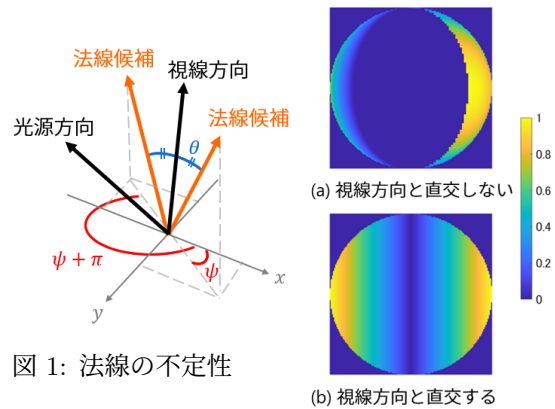 法線候補
視線方向
法線候補
光源方向
θ
ψ + π
ψ
x
y
図 1: 法線の不定性
(a) 視線方向と直交しない
(b) 視線方向と直交する
1
0.8
0.6
0.4
0.2
0